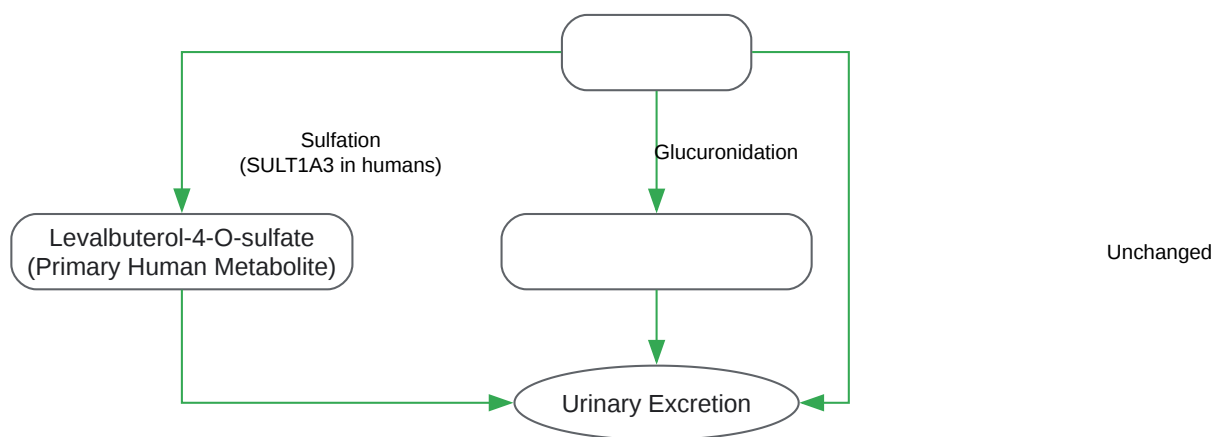 Sulfation
(SULT1A3 in humans)
Glucuronidation
Levalbuterol-4-O-sulfate
(Primary Human Metabolite)
Unchanged
Urinary Excretion